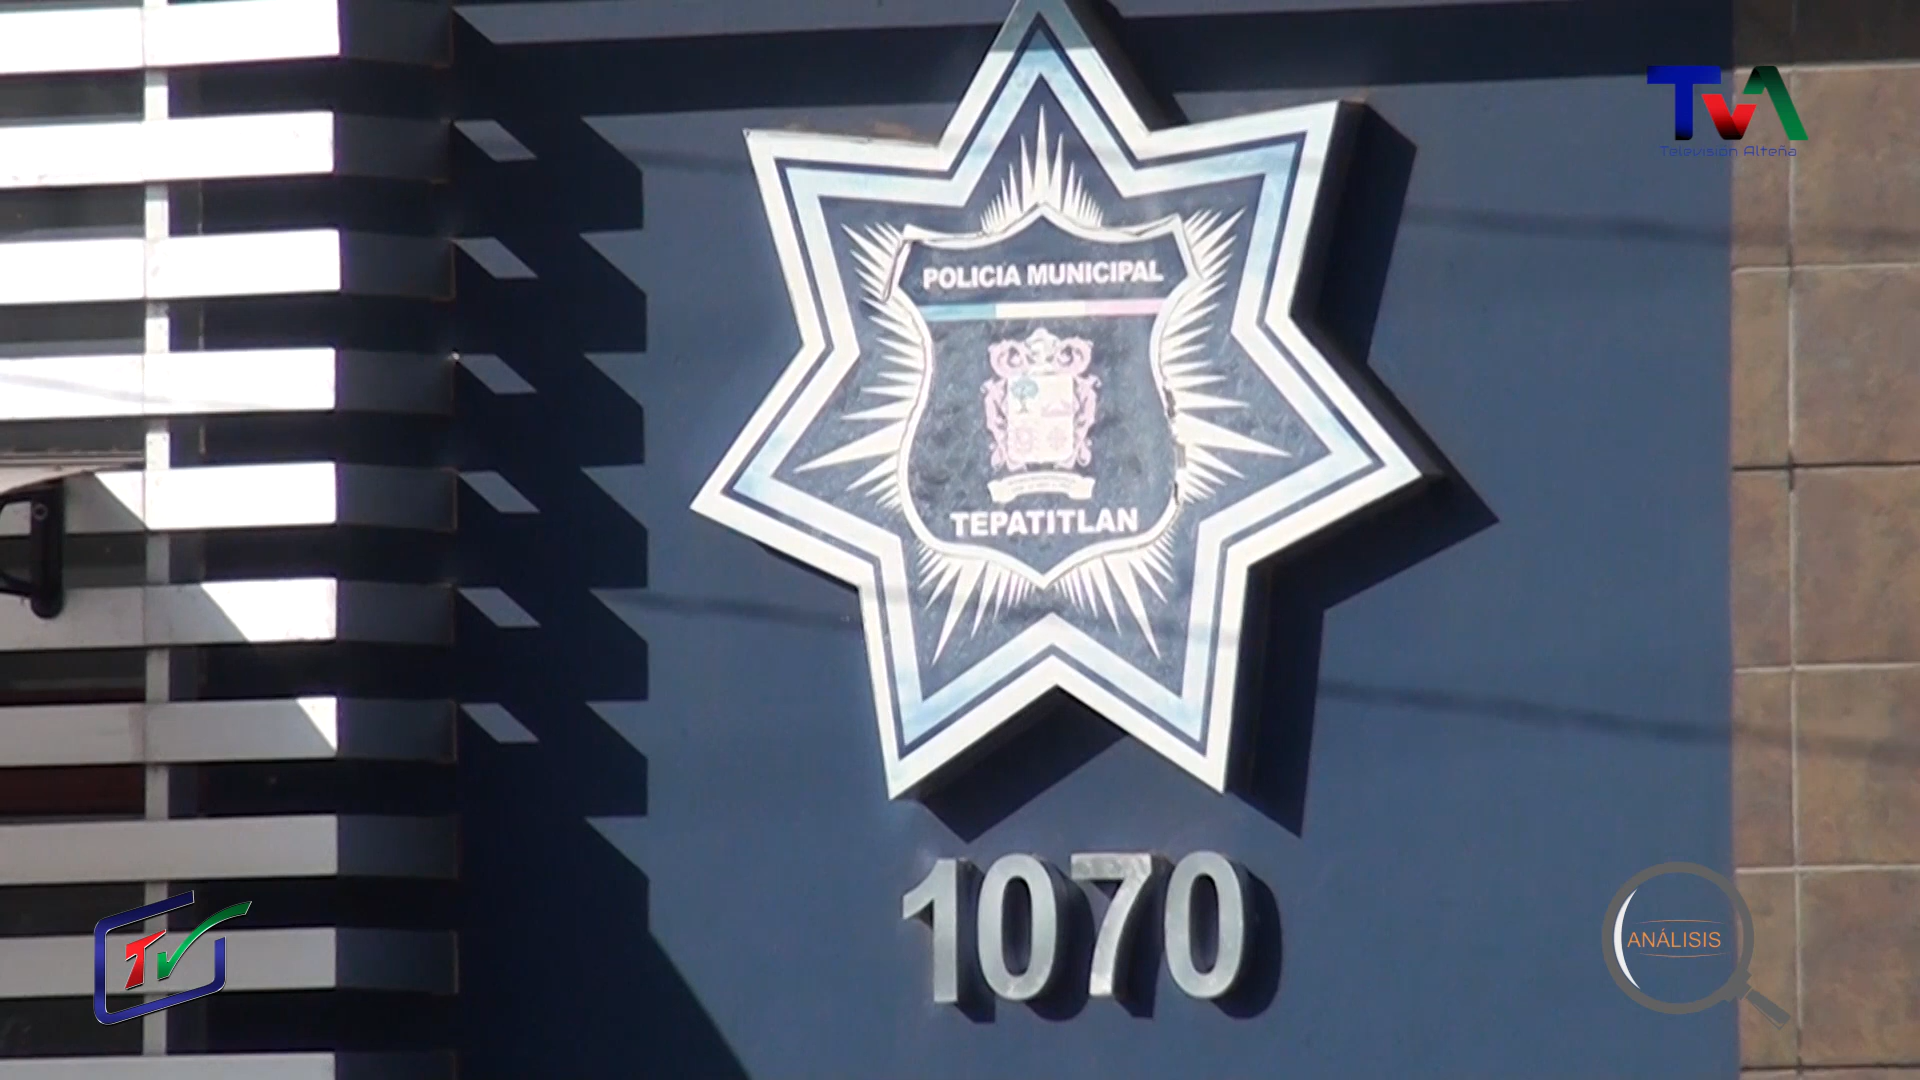 TVA
Televisión Alteña
POLICIA MUNICIPAL
TEPATITLAN
1070
TV
ANÁLISIS